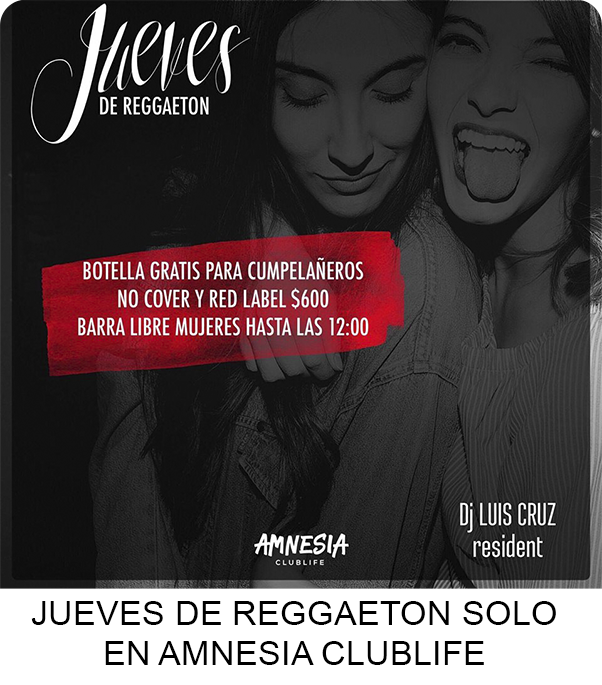 Jueves
DE REGGAETON
BOTELLA GRATIS PARA CUMPELAÑEROS
NO COVER Y RED LABEL $600
BARRA LIBRE MUJERES HASTA LAS 12:00
Dj LUIS CRUZ
resident
AMNESIA
CLUBLIFE
JUEVES DE REGGAETON SOLO
EN AMNESIA CLUBLIFE